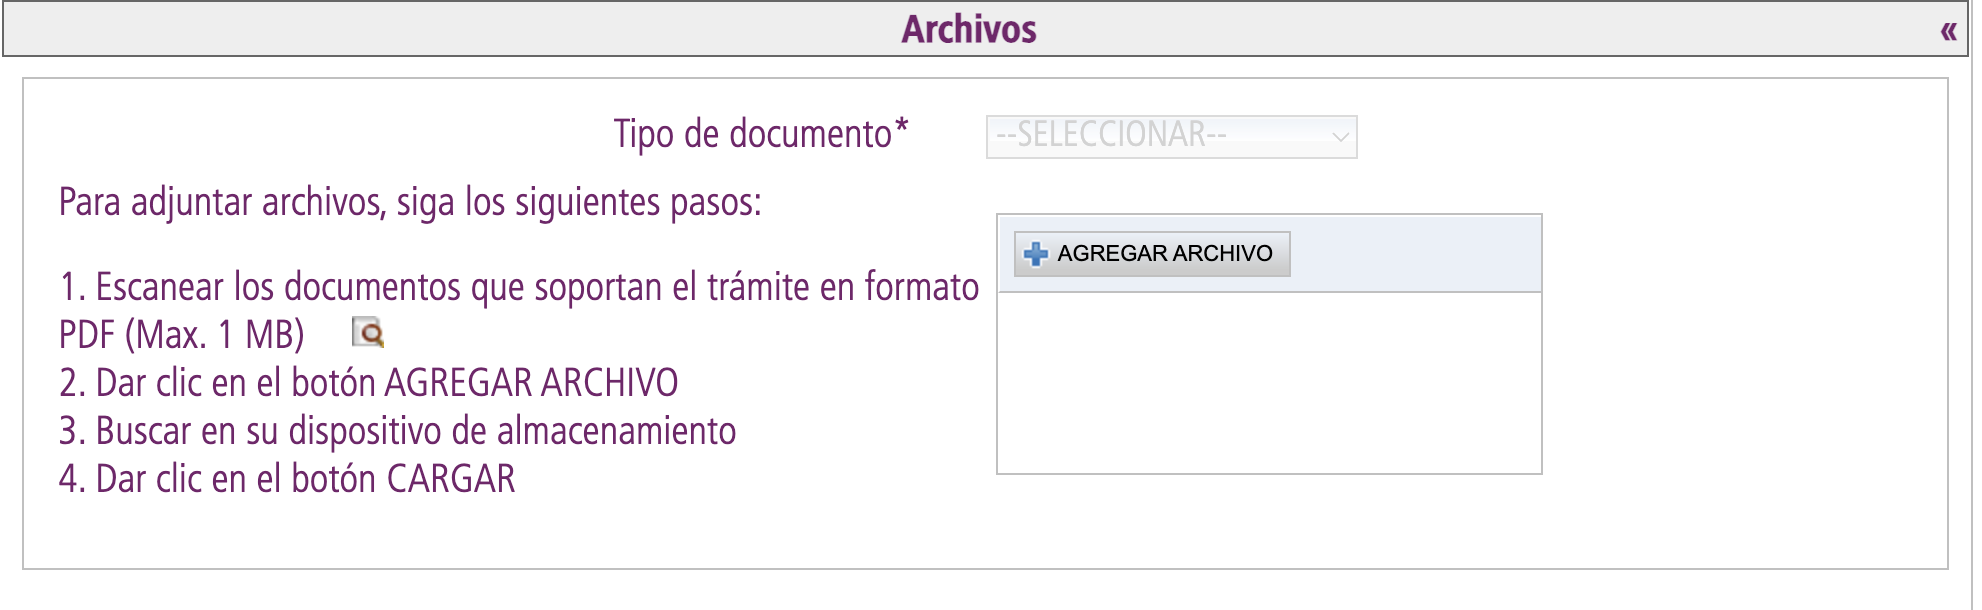 Archivos «
Tipo de documento* --SELECCIONAR--
Para adjuntar archivos, siga los siguientes pasos:
AGREGAR ARCHIVO
1. Escanear los documentos que soportan el trámite en formato
PDF (Max. 1 MB)
2. Dar clic en el botón AGREGAR ARCHIVO
3. Buscar en su dispositivo de almacenamiento
4. Dar clic en el botón CARGAR